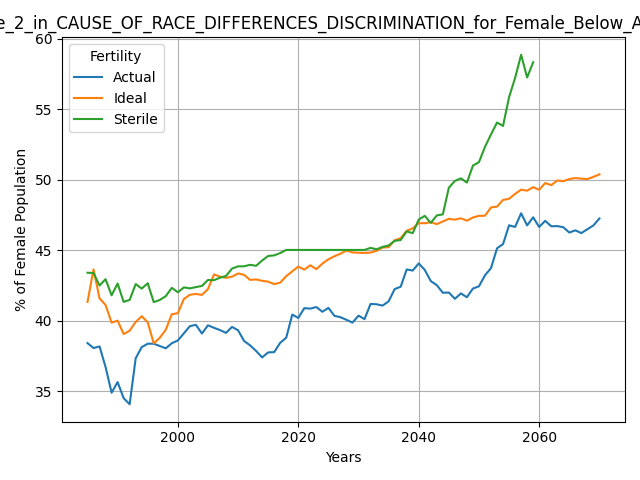 e_2_in_CAUSE_OF_RACE_DIFFERENCES_DISCRIMINATION_for_Female_Below_A
Fertility
Actual
Ideal
Sterile
% of Female Population
60
55
50
45
40
35
2000 2020 2040 2060
Years